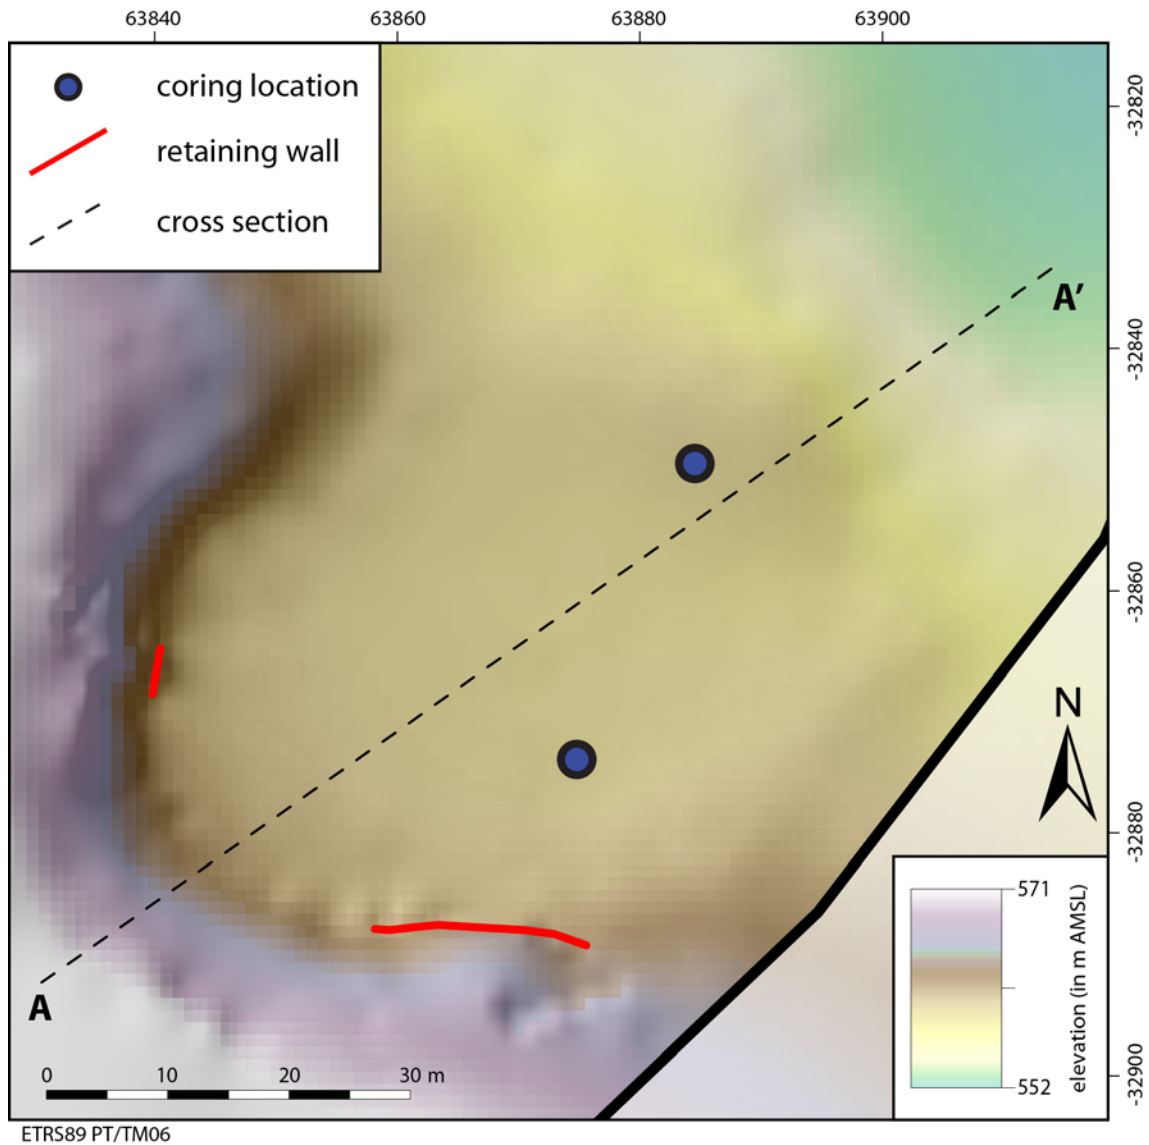 63840
63860
63880
63900
coring location
retaining wall
cross section
-32820
-32840
-32860
-32880
-32900
A'
A
N
0
10
20
30 m
571
552
elevation (in m AMSL)
ETRS89 PT/TM06